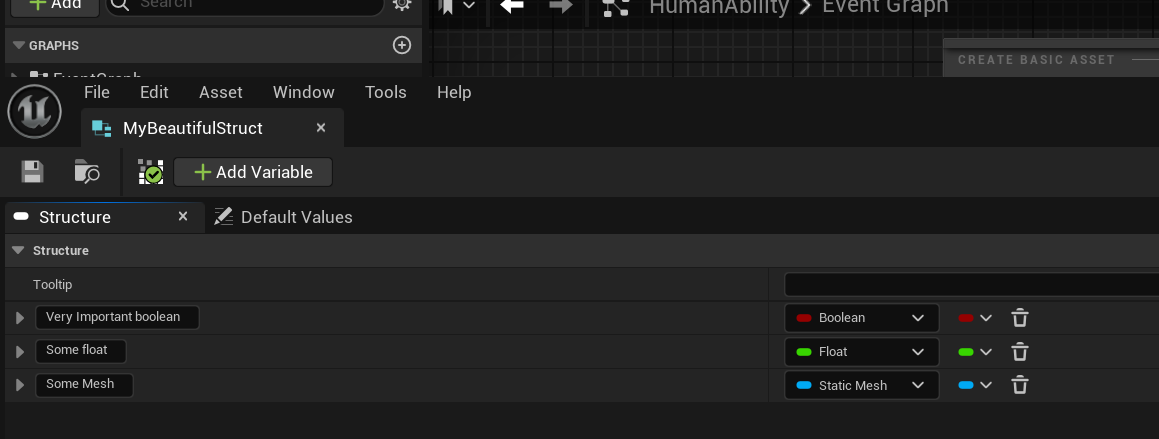 Add
Search
HumanAbility > Event Graph
GRAPHS
EventGraph
CREATE BASIC ASSET
File Edit Asset Window Tools Help
MyBeautifulStruct
Add Variable
Structure Default Values
Structure
Tooltip
Very Important boolean Boolean
Some float Float
Some Mesh Static Mesh